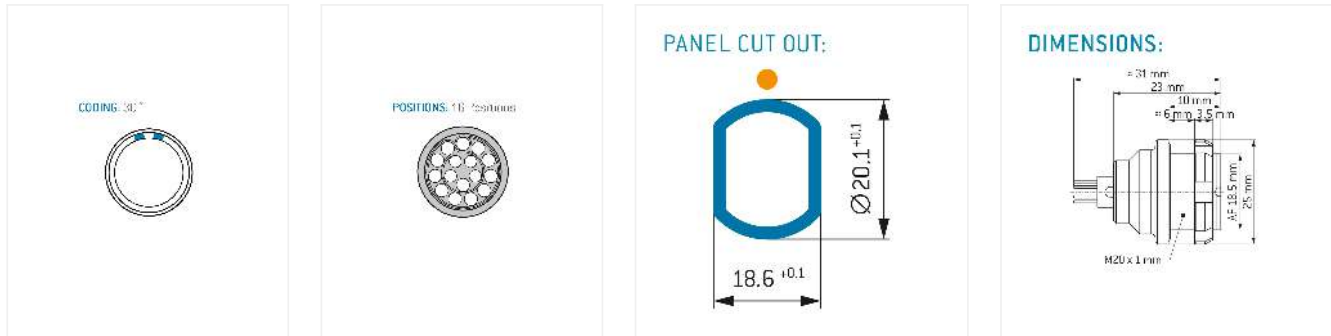 CODING: 30°
POSITIONS: 16 Positions
PANEL CUT OUT:
Ø 20.1 +0.1
18.6 +0.1
DIMENSIONS:
≈ 31 mm
23 mm
10 mm
≈ 6 mm 3.5 mm
AF 18.5 mm
25 mm
M20 x 1 mm